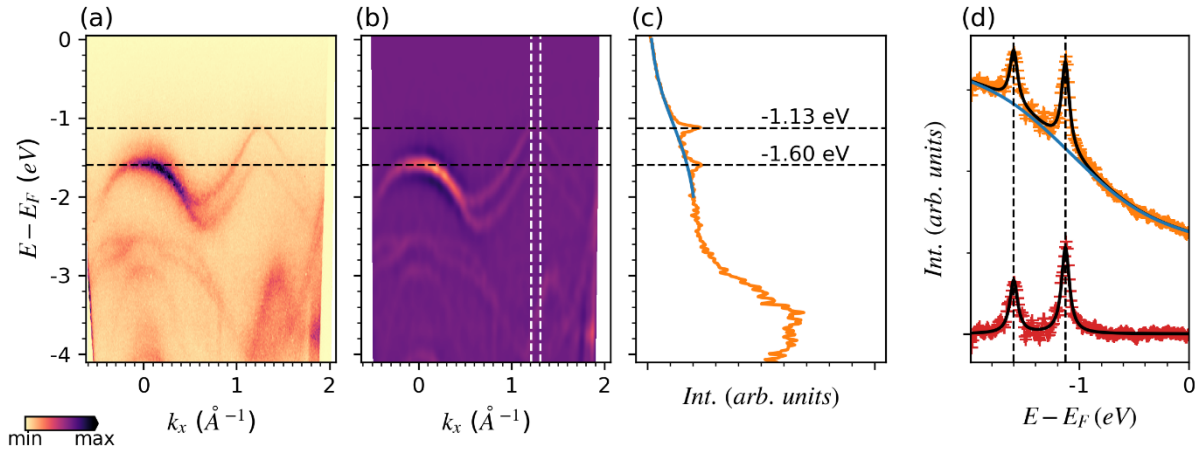 (a)
(b)
(c)
(d)
0
-1
-2
-3
-4
E − E_F (eV)
-1.13 eV
-1.60 eV
Int. (arb. units)
0 1 2
0 1 2
-1 0
k_x (Å⁻¹)
k_x (Å⁻¹)
Int. (arb. units)
E − E_F (eV)
min max